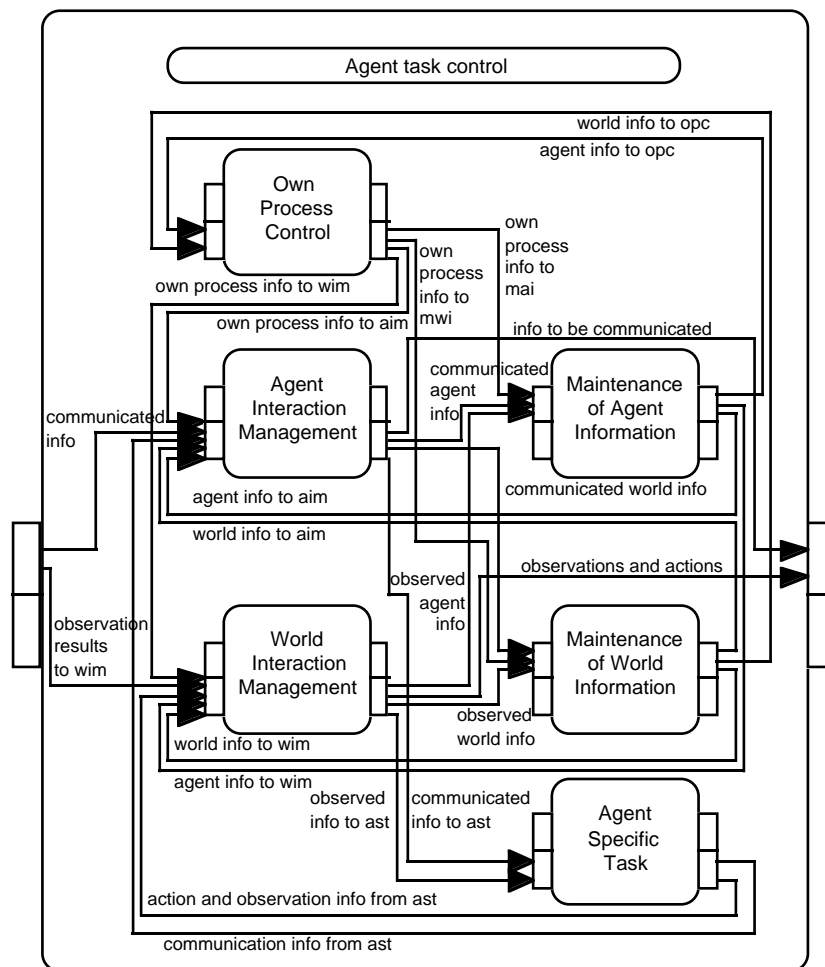 Agent task control
world info to opc
agent info to opc
Own
Process
Control
own
process
info to
mai
own
process
info to
mwi
own process info to wim
own process info to aim
info to be communicated
Agent
Interaction
Management
communicated
agent
info
Maintenance
of Agent
Information
communicated
info
agent info to aim
communicated world info
world info to aim
observed
agent
info
observations and actions
observation
results
to wim
World
Interaction
Management
Maintenance
of World
Information
observed
world info
world info to wim
agent info to wim
observed
info to ast
communicated
info to ast
Agent
Specific
Task
action and observation info from ast
communication info from ast